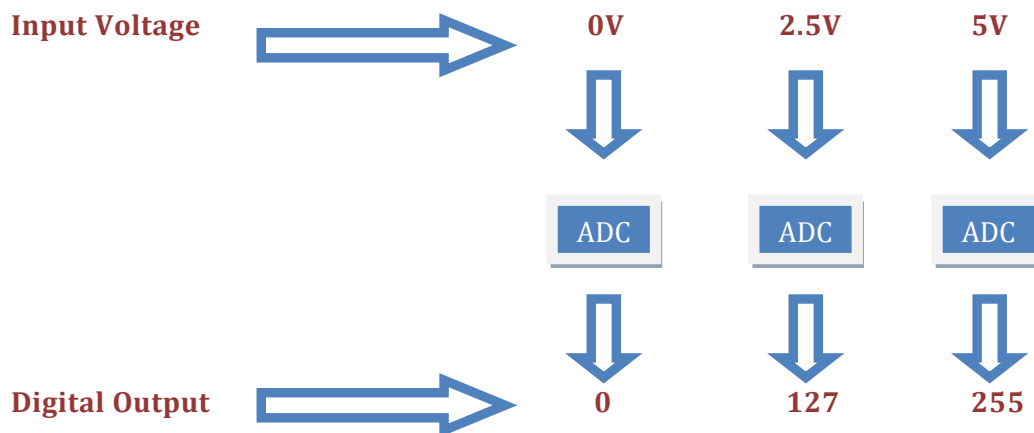 Input Voltage 0V 2.5V 5V
ADC ADC ADC
Digital Output 0 127 255